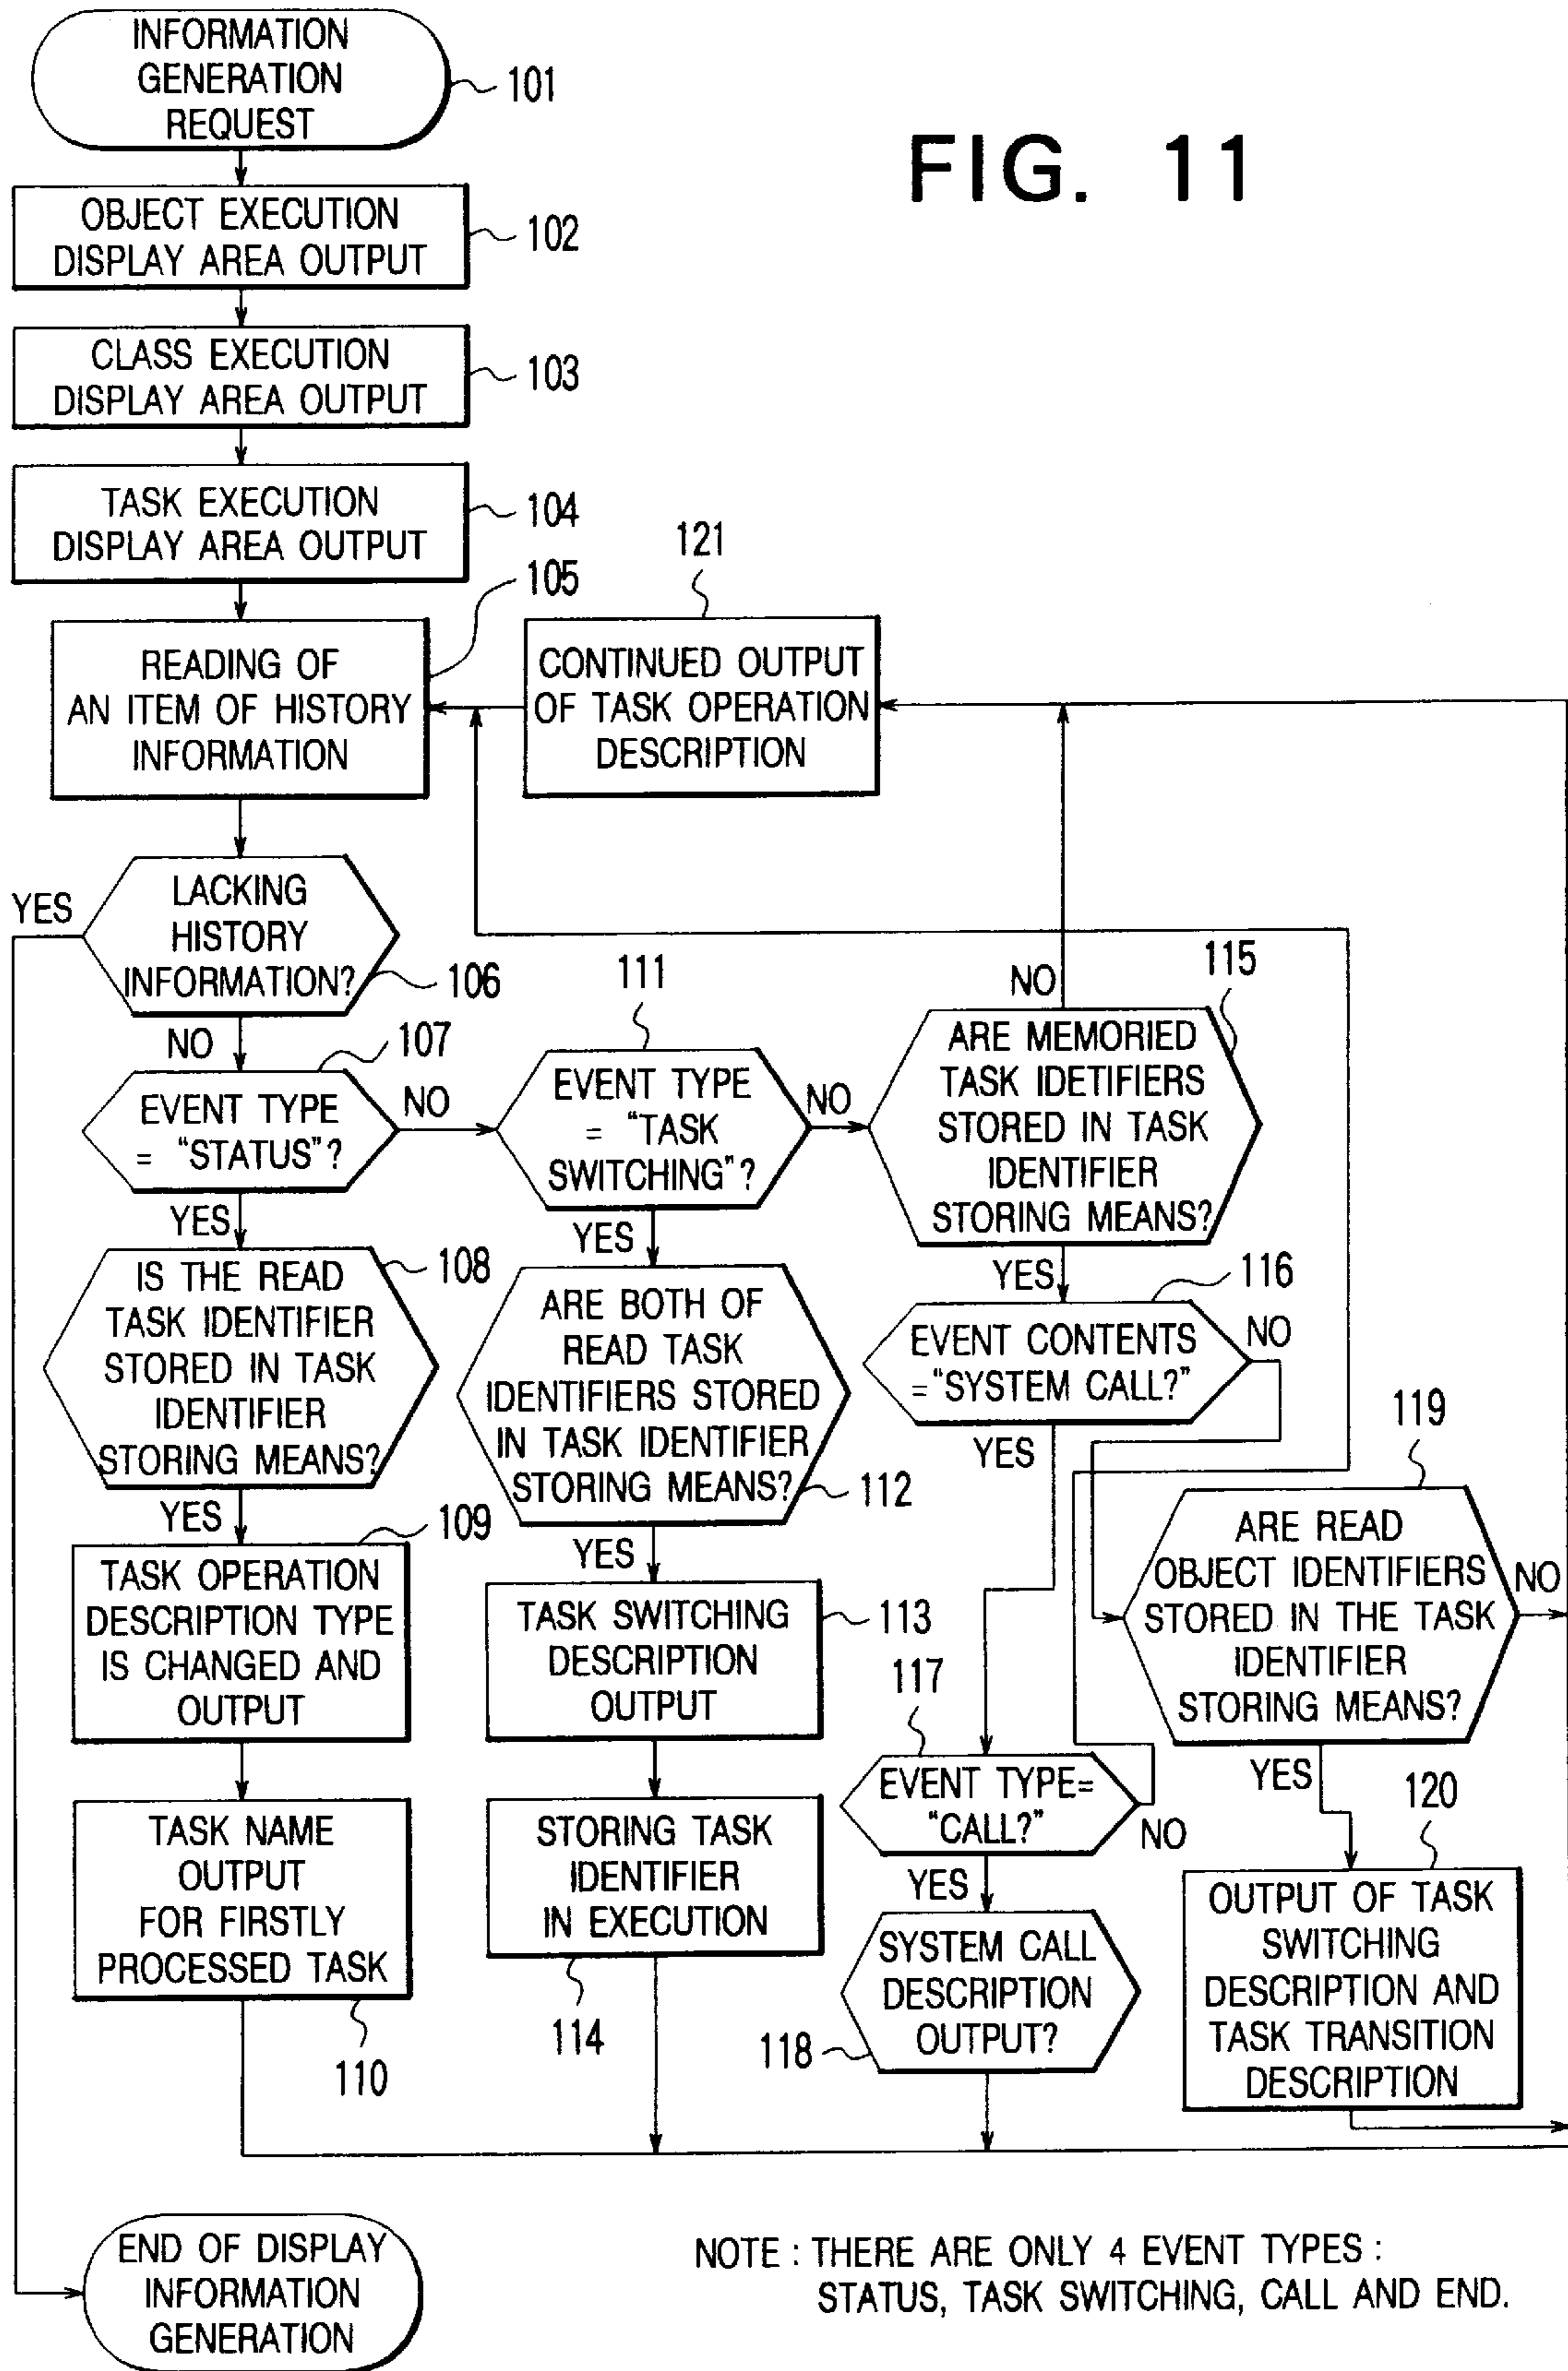 INFORMATION
GENERATION
REQUEST
101
FIG. 11
OBJECT EXECUTION
DISPLAY AREA OUTPUT
102
CLASS EXECUTION
DISPLAY AREA OUTPUT
103
TASK EXECUTION
DISPLAY AREA OUTPUT
104
105
READING OF
AN ITEM OF HISTORY
INFORMATION
121
CONTINUED OUTPUT
OF TASK OPERATION
DESCRIPTION
LACKING
HISTORY
INFORMATION?
106
YES
NO
107
EVENT TYPE
= “STATUS”?
NO
YES
108
IS THE READ
TASK IDENTIFIER
STORED IN TASK
IDENTIFIER
STORING MEANS?
YES
109
TASK OPERATION
DESCRIPTION TYPE
IS CHANGED AND
OUTPUT
TASK NAME
OUTPUT
FOR FIRSTLY
PROCESSED TASK
110
111
EVENT TYPE
= “TASK
SWITCHING”?
NO
YES
ARE BOTH OF
READ TASK
IDENTIFIERS STORED
IN TASK IDENTIFIER
STORING MEANS?
112
YES
TASK SWITCHING
DESCRIPTION
OUTPUT
113
STORING TASK
IDENTIFIER
IN EXECUTION
114
115
NO
ARE MEMORIED
TASK IDETIFIERS
STORED IN TASK
IDENTIFIER
STORING MEANS?
YES
116
EVENT CONTENTS
=“SYSTEM CALL?”
NO
YES
117
EVENT TYPE=
“CALL?”
NO
YES
SYSTEM CALL
DESCRIPTION
OUTPUT?
118
119
ARE READ
OBJECT IDENTIFIERS
STORED IN THE TASK
IDENTIFIER
STORING MEANS?
NO
YES
120
OUTPUT OF TASK
SWITCHING
DESCRIPTION AND
TASK TRANSITION
DESCRIPTION
END OF DISPLAY
INFORMATION
GENERATION
NOTE : THERE ARE ONLY 4 EVENT TYPES :
STATUS, TASK SWITCHING, CALL AND END.